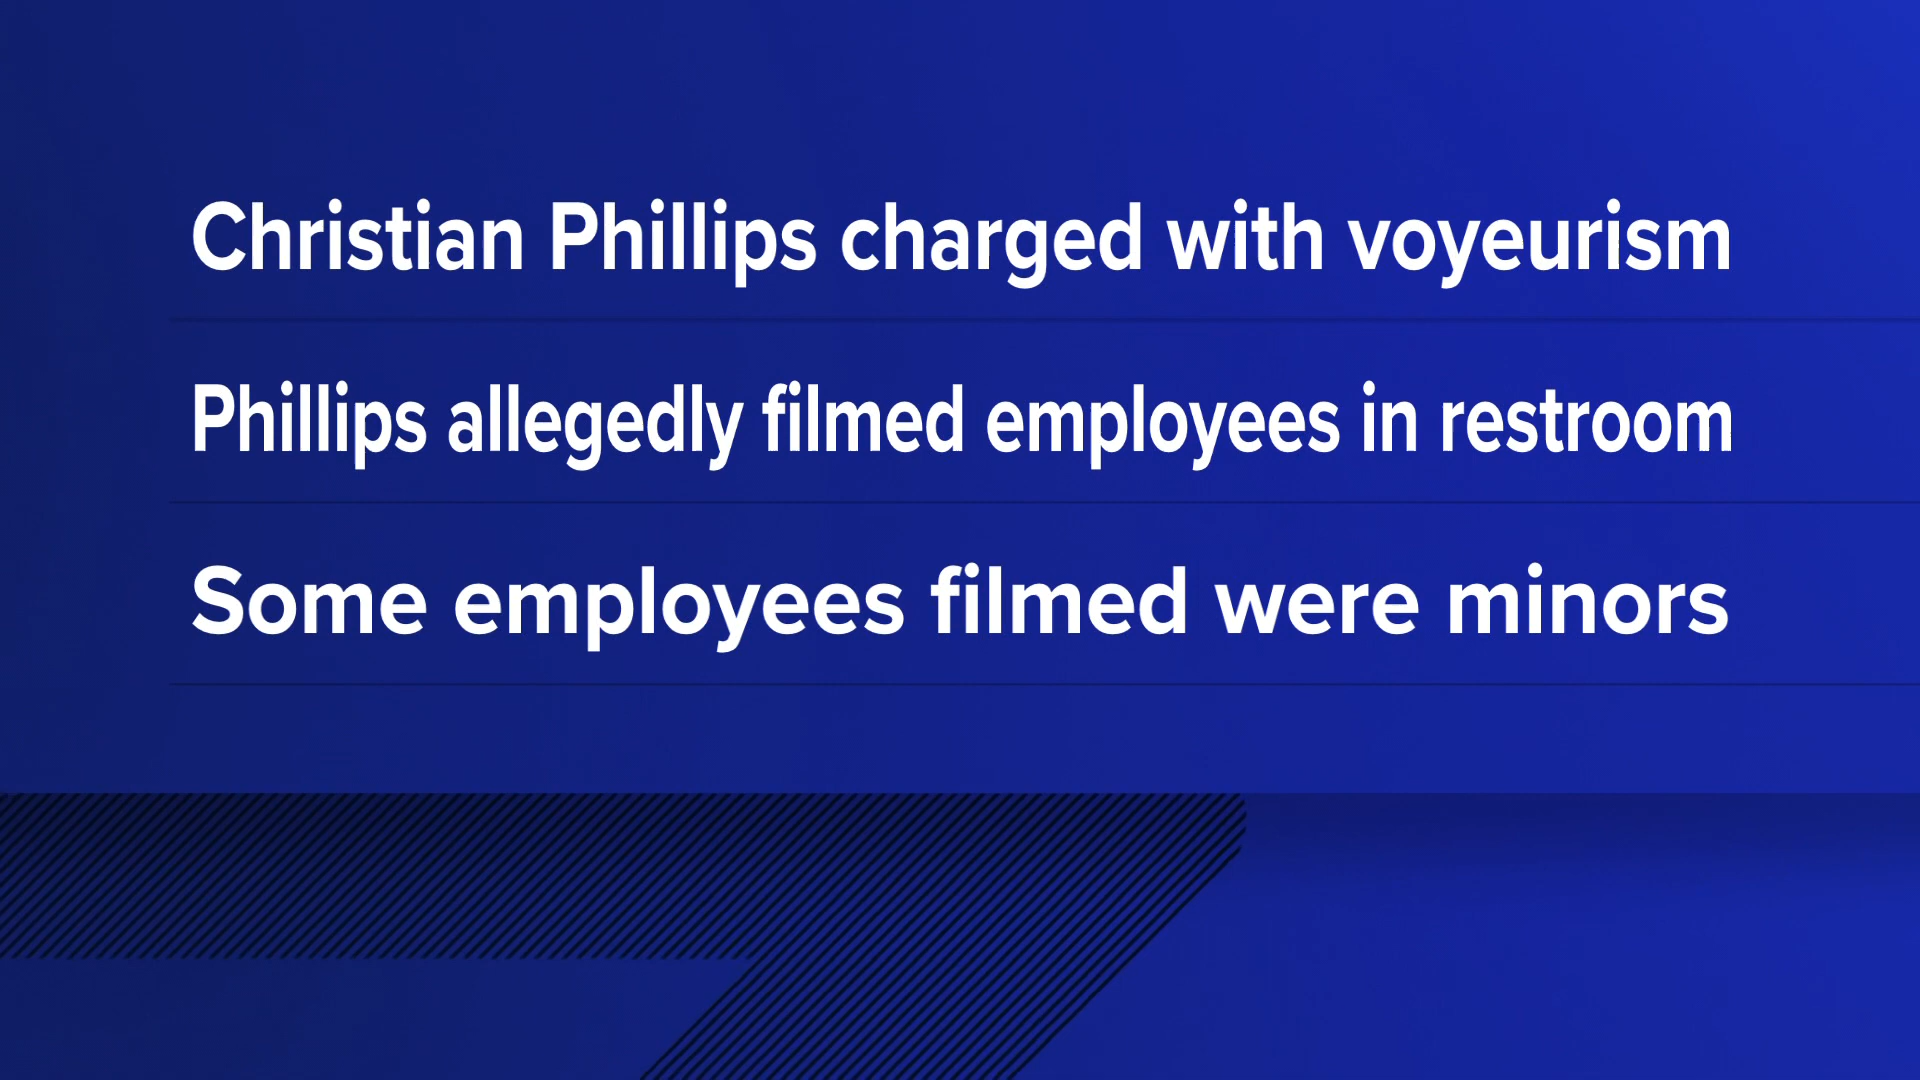 Christian Phillips charged with voyeurism
Phillips allegedly filmed employees in restroom
Some employees filmed were minors